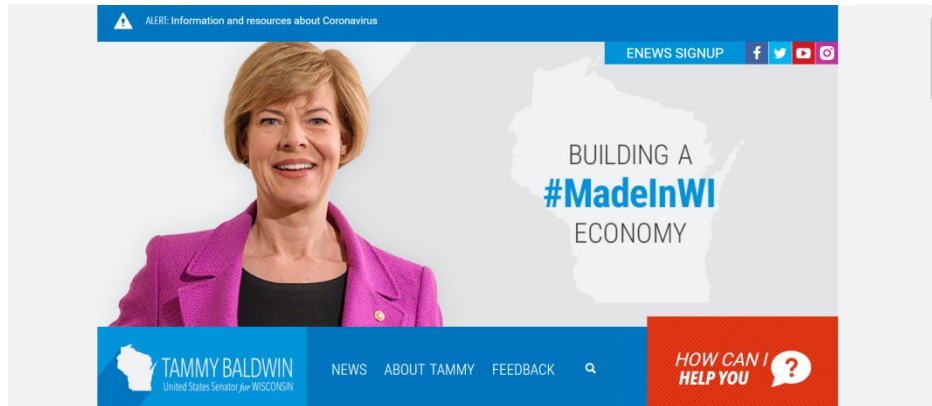 ALERT: Information and resources about Coronavirus
ENEWS SIGNUP
BUILDING A
#MadeInWI
ECONOMY
TAMMY BALDWIN
United States Senator for WISCONSIN
NEWS ABOUT TAMMY FEEDBACK
HOW CAN I
HELP YOU ?